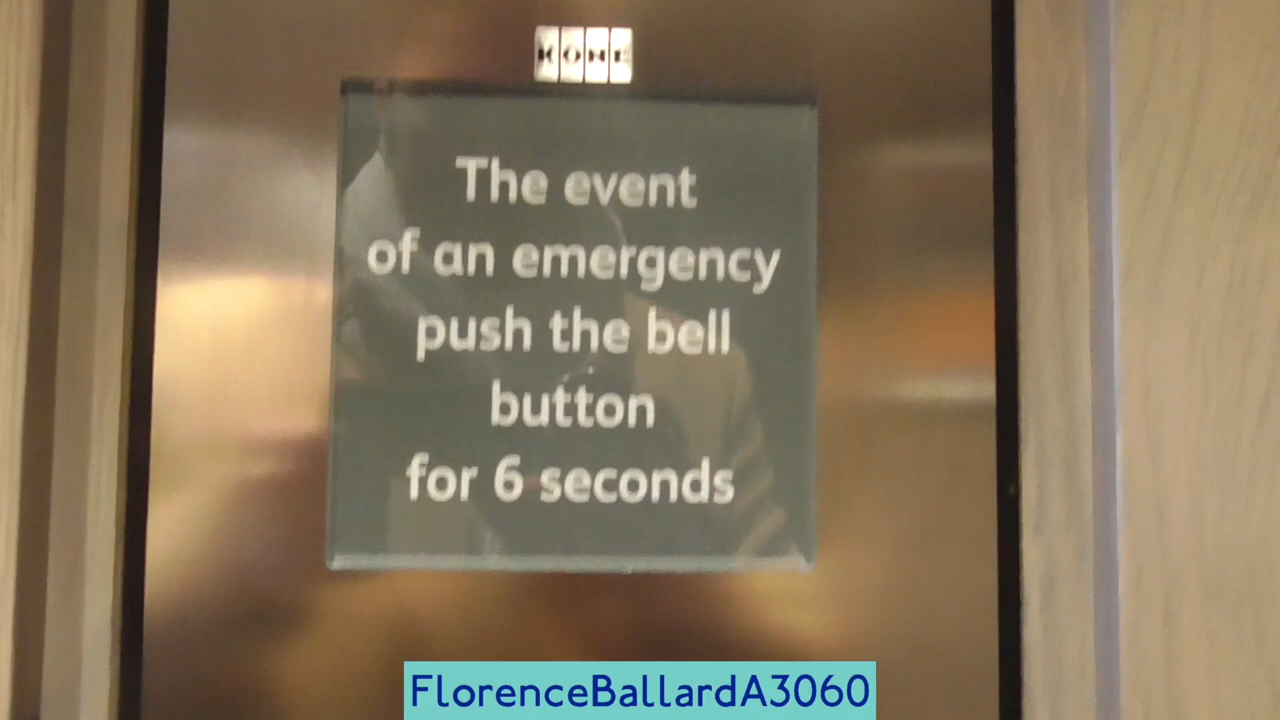 KONE
The event
of an emergency
push the bell
button
for 6 seconds
FlorenceBallardA3060